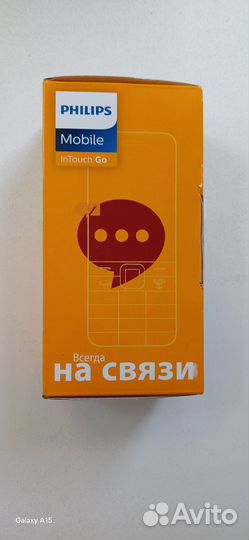 PHILIPS
Mobile
InTouch Go
Всегда
на связи
Galaxy A15
Avito